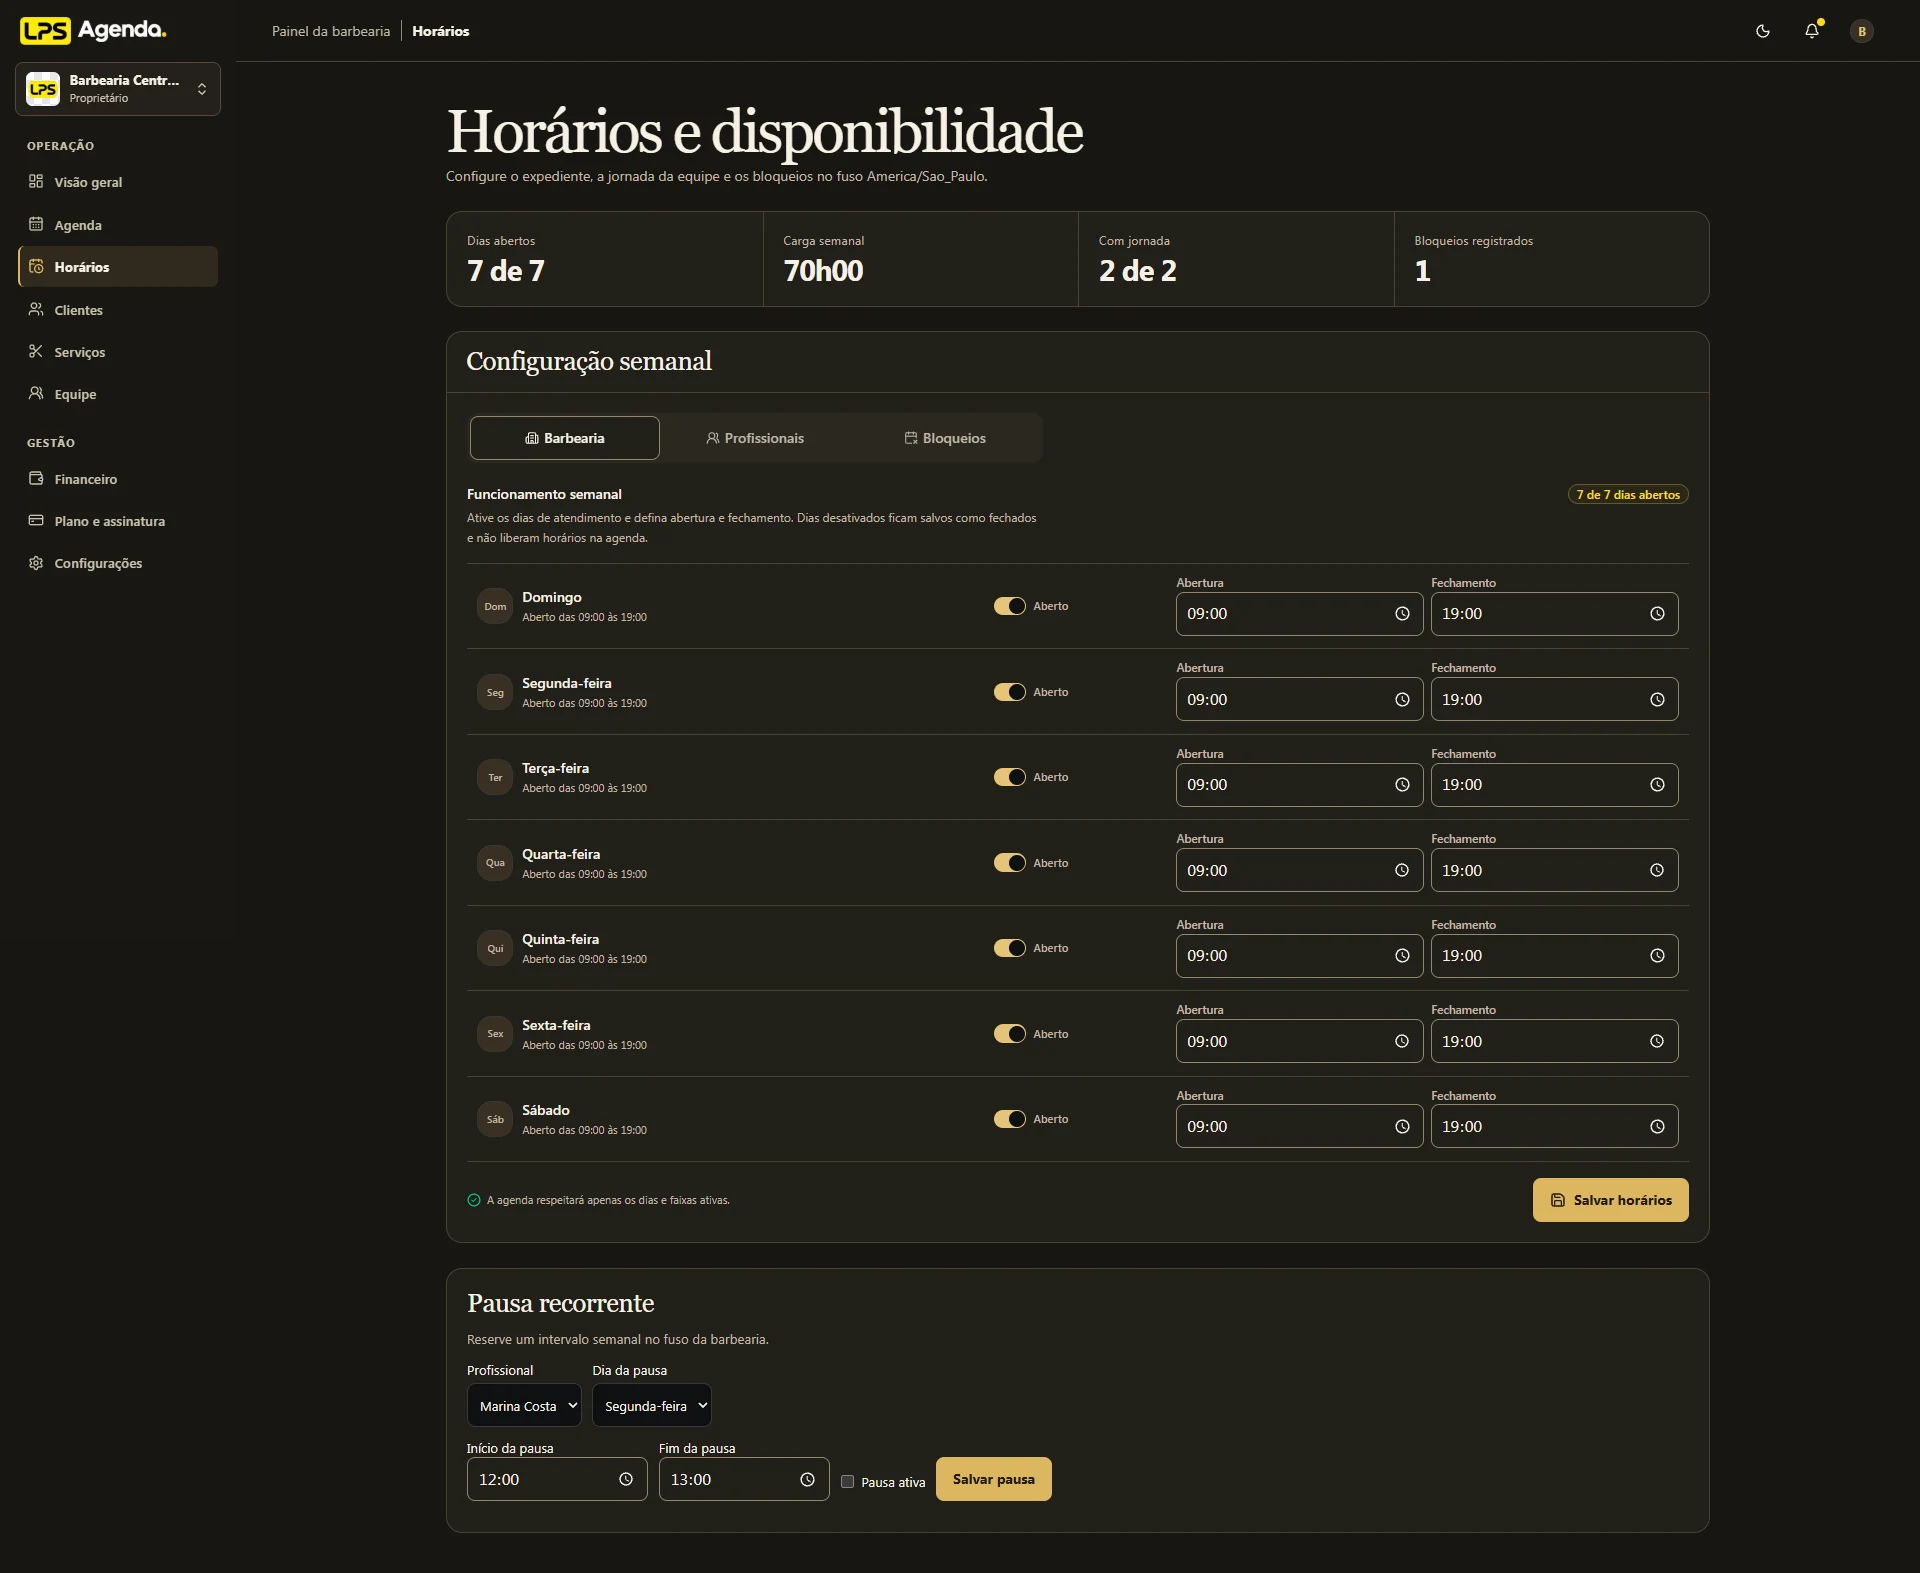 LPS Agenda.
Painel da barbearia
Horários
B
LPS
Barbearia Centr...
Proprietário
OPERAÇÃO
Visão geral
Agenda
Horários
Clientes
Serviços
Equipe
GESTÃO
Financeiro
Plano e assinatura
Configurações
Horários e disponibilidade
Configure o expediente, a jornada da equipe e os bloqueios no fuso America/Sao_Paulo.
Dias abertos
7 de 7
Carga semanal
70h00
Com jornada
2 de 2
Bloqueios registrados
1
Configuração semanal
Barbearia
Profissionais
Bloqueios
Funcionamento semanal
7 de 7 dias abertos
Ative os dias de atendimento e defina abertura e fechamento. Dias desativados ficam salvos como fechados
e não liberam horários na agenda.
Dom
Domingo
Aberto das 09:00 às 19:00
Aberto
Abertura
09:00
Fechamento
19:00
Seg
Segunda-feira
Aberto das 09:00 às 19:00
Aberto
Abertura
09:00
Fechamento
19:00
Ter
Terça-feira
Aberto das 09:00 às 19:00
Aberto
Abertura
09:00
Fechamento
19:00
Qua
Quarta-feira
Aberto das 09:00 às 19:00
Aberto
Abertura
09:00
Fechamento
19:00
Qui
Quinta-feira
Aberto das 09:00 às 19:00
Aberto
Abertura
09:00
Fechamento
19:00
Sex
Sexta-feira
Aberto das 09:00 às 19:00
Aberto
Abertura
09:00
Fechamento
19:00
Sáb
Sábado
Aberto das 09:00 às 19:00
Aberto
Abertura
09:00
Fechamento
19:00
A agenda respeitará apenas os dias e faixas ativas.
Salvar horários
Pausa recorrente
Reserve um intervalo semanal no fuso da barbearia.
Profissional
Marina Costa
Dia da pausa
Segunda-feira
Início da pausa
12:00
Fim da pausa
13:00
Pausa ativa
Salvar pausa